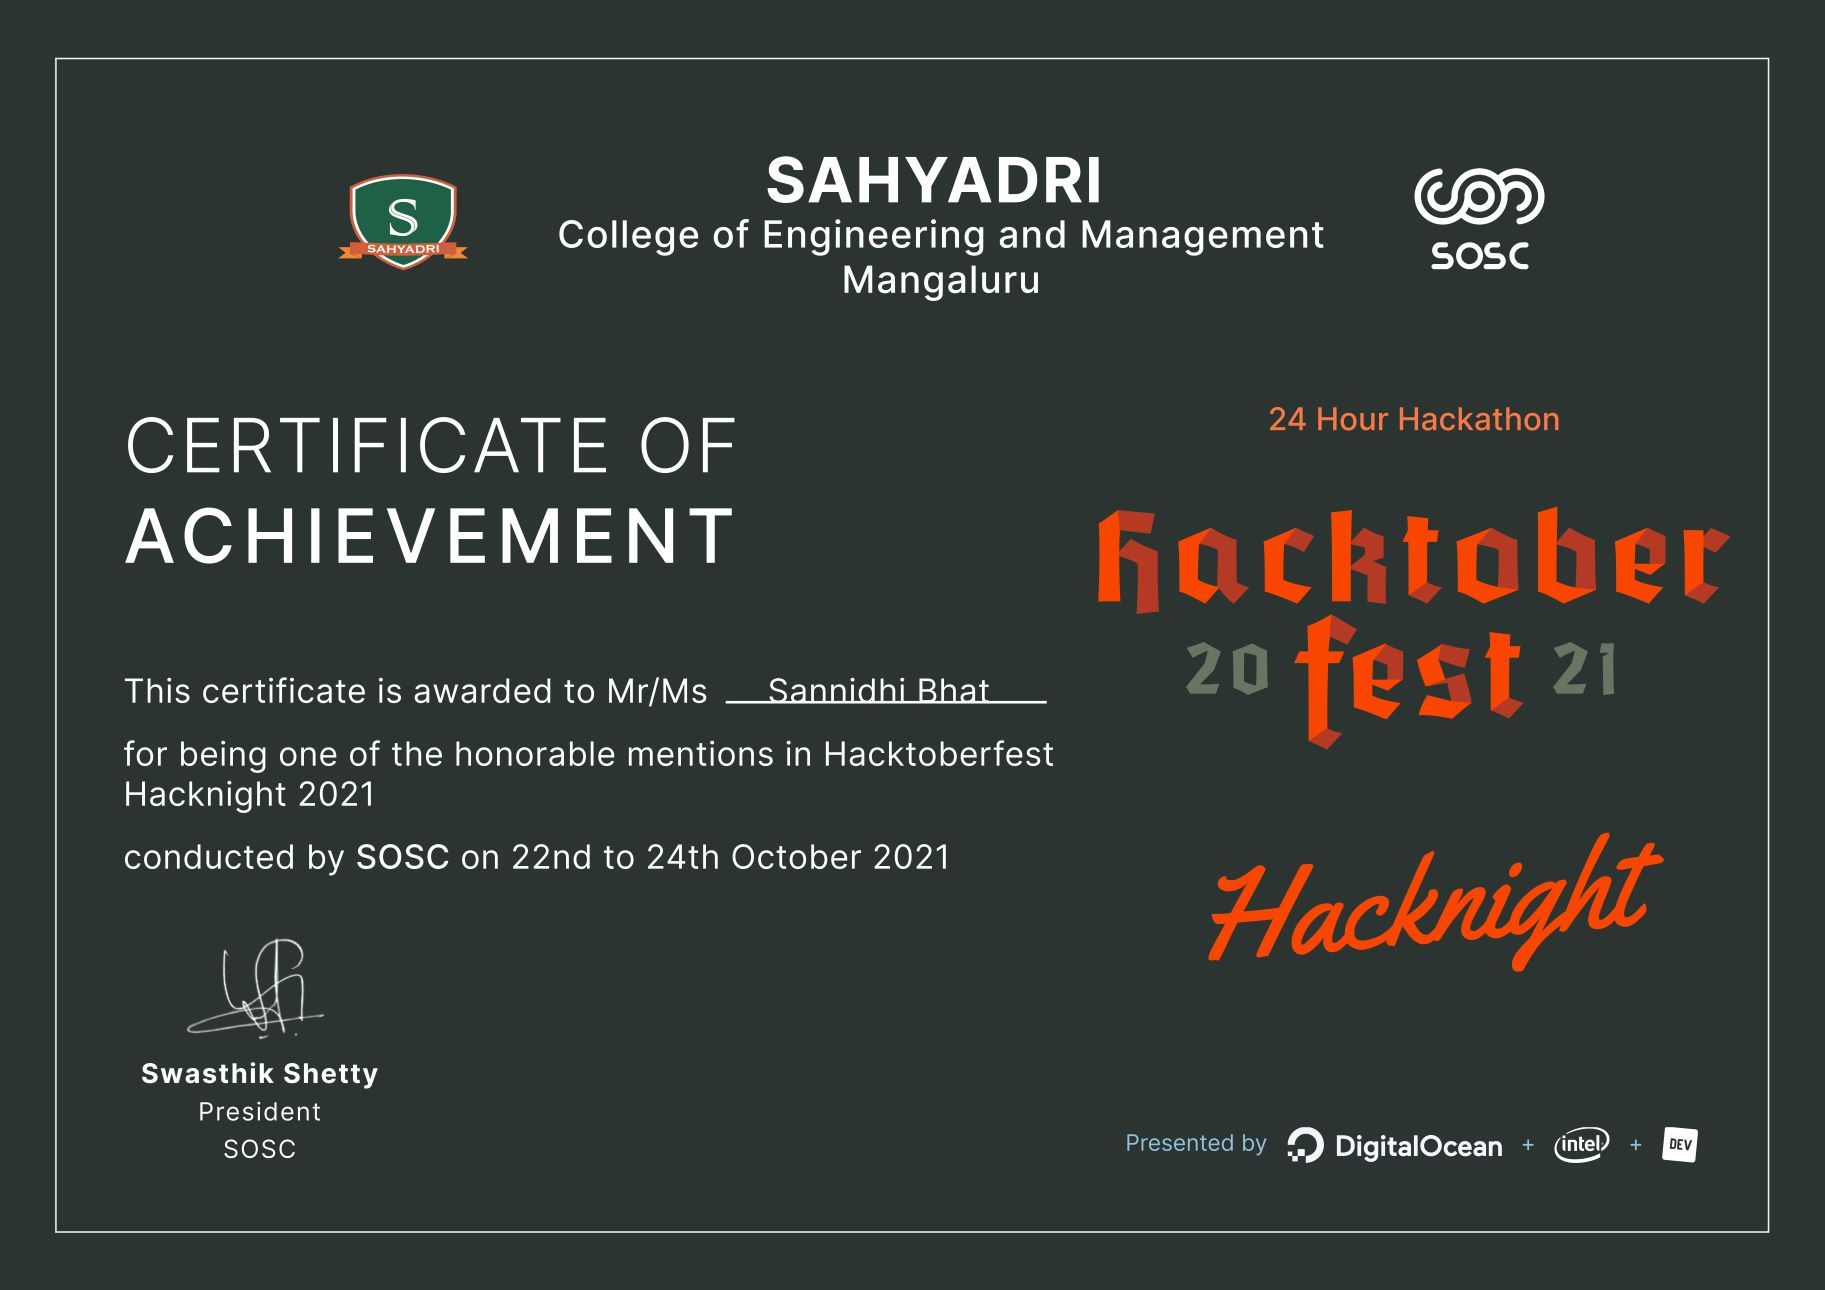 SAHYADRI
College of Engineering and Management
Mangaluru
S
SAHYADRI
SOSC
CERTIFICATE OF
ACHIEVEMENT
This certificate is awarded to Mr/Ms Sannidhi Bhat
for being one of the honorable mentions in Hacktoberfest
Hacknight 2021
conducted by SOSC on 22nd to 24th October 2021
Swasthik Shetty
President
SOSC
24 Hour Hackathon
hacktober
20 fest 21
Hacknight
Presented by DigitalOcean + intel + DEV